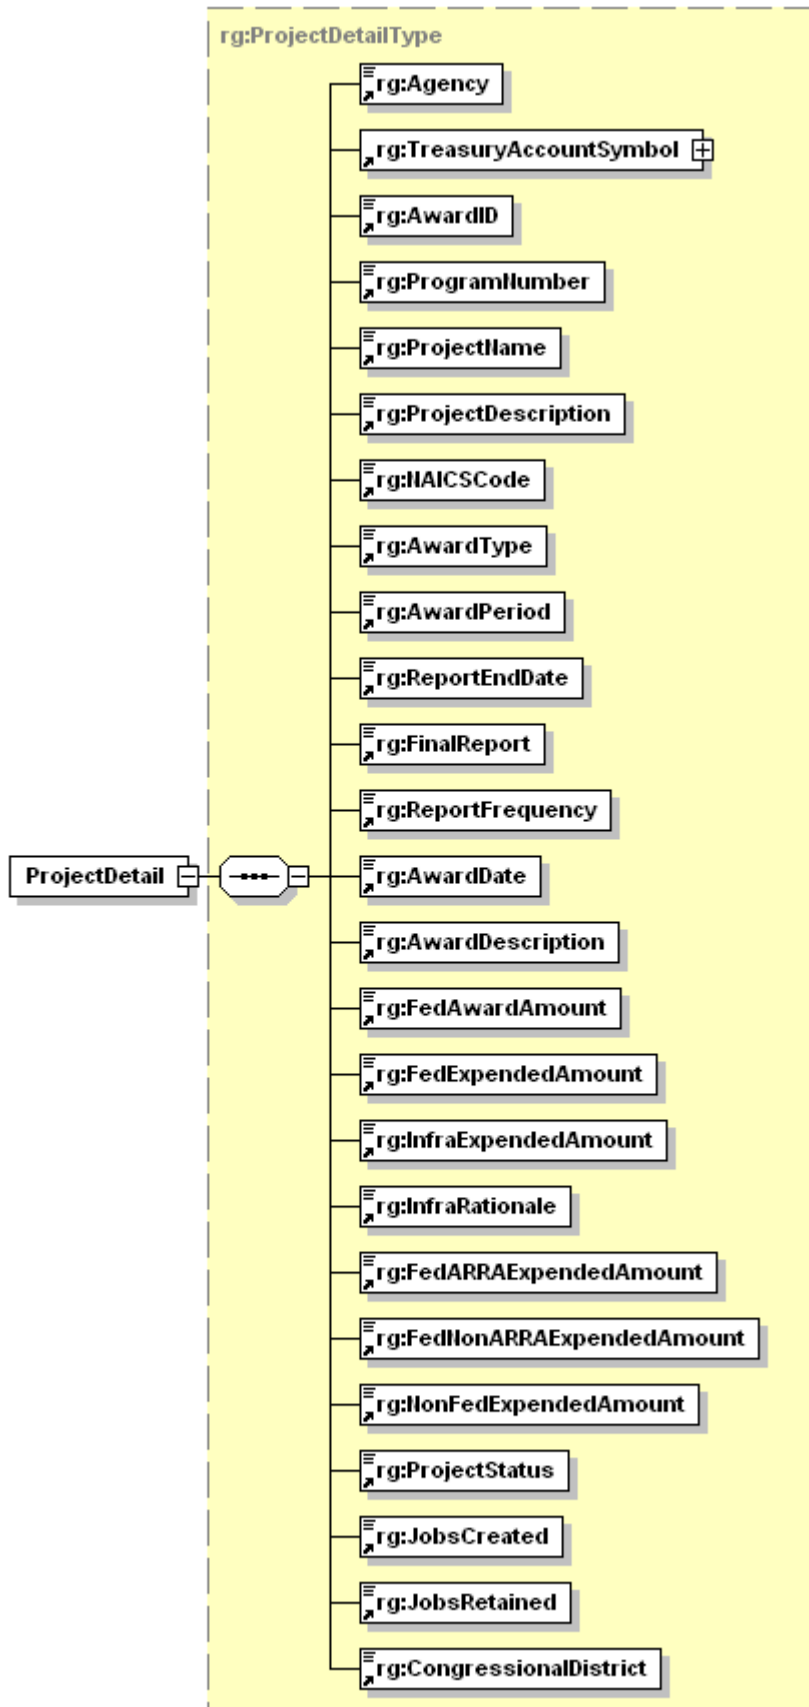 rg:ProjectDetailType
rg:Agency
rg:TreasuryAccountSymbol
rg:AwardID
rg:ProgramNumber
rg:ProjectName
rg:ProjectDescription
rg:NAICSCode
rg:AwardType
rg:AwardPeriod
rg:ReportEndDate
rg:FinalReport
rg:ReportFrequency
ProjectDetail
rg:AwardDate
rg:AwardDescription
rg:FedAwardAmount
rg:FedExpendedAmount
rg:InfraExpendedAmount
rg:InfraRationale
rg:FedARRAExpendedAmount
rg:FedNonARRAExpendedAmount
rg:NonFedExpendedAmount
rg:ProjectStatus
rg:JobsCreated
rg:JobsRetained
rg:CongressionalDistrict